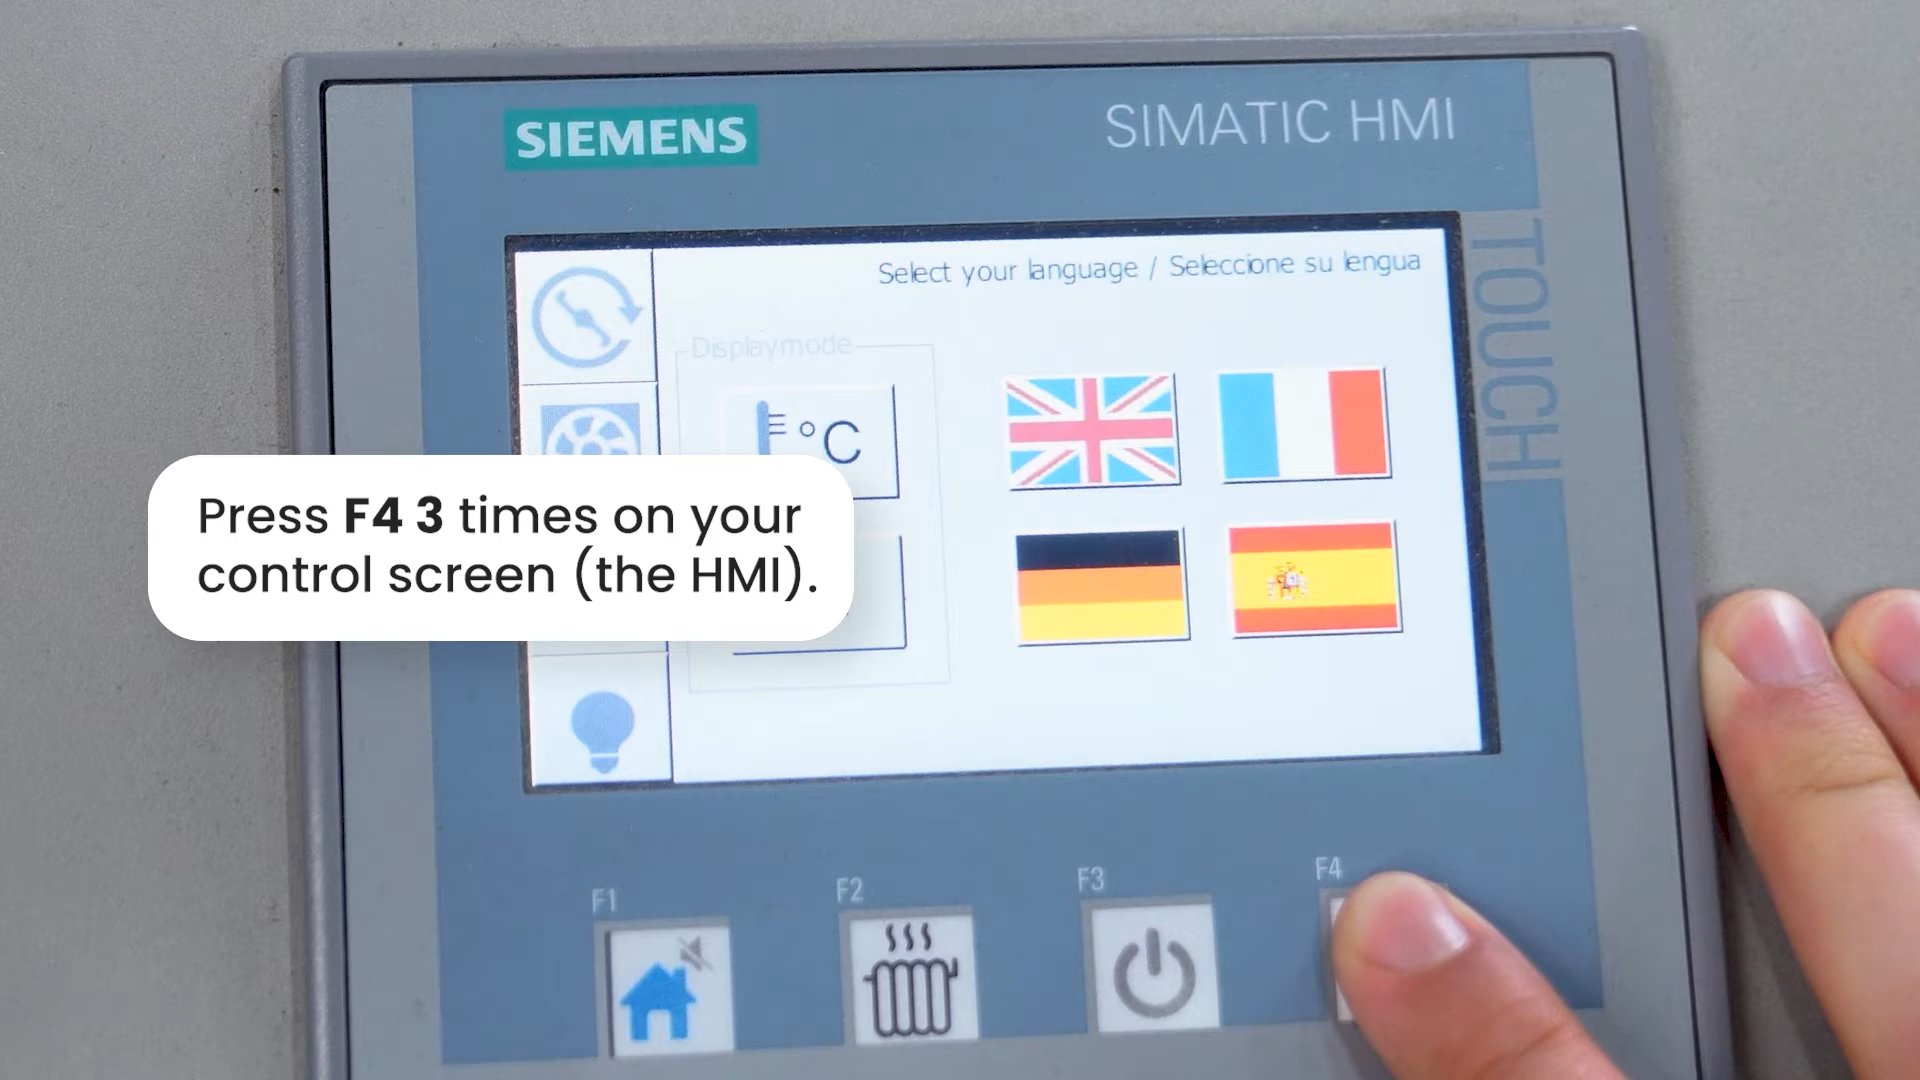 SIEMENS
SIMATIC HMI
TOUCH
Select your language / Seleccione su lengua
Displaymode
°C
Press F4 3 times on your
control screen (the HMI).
F1
F2
F3
F4